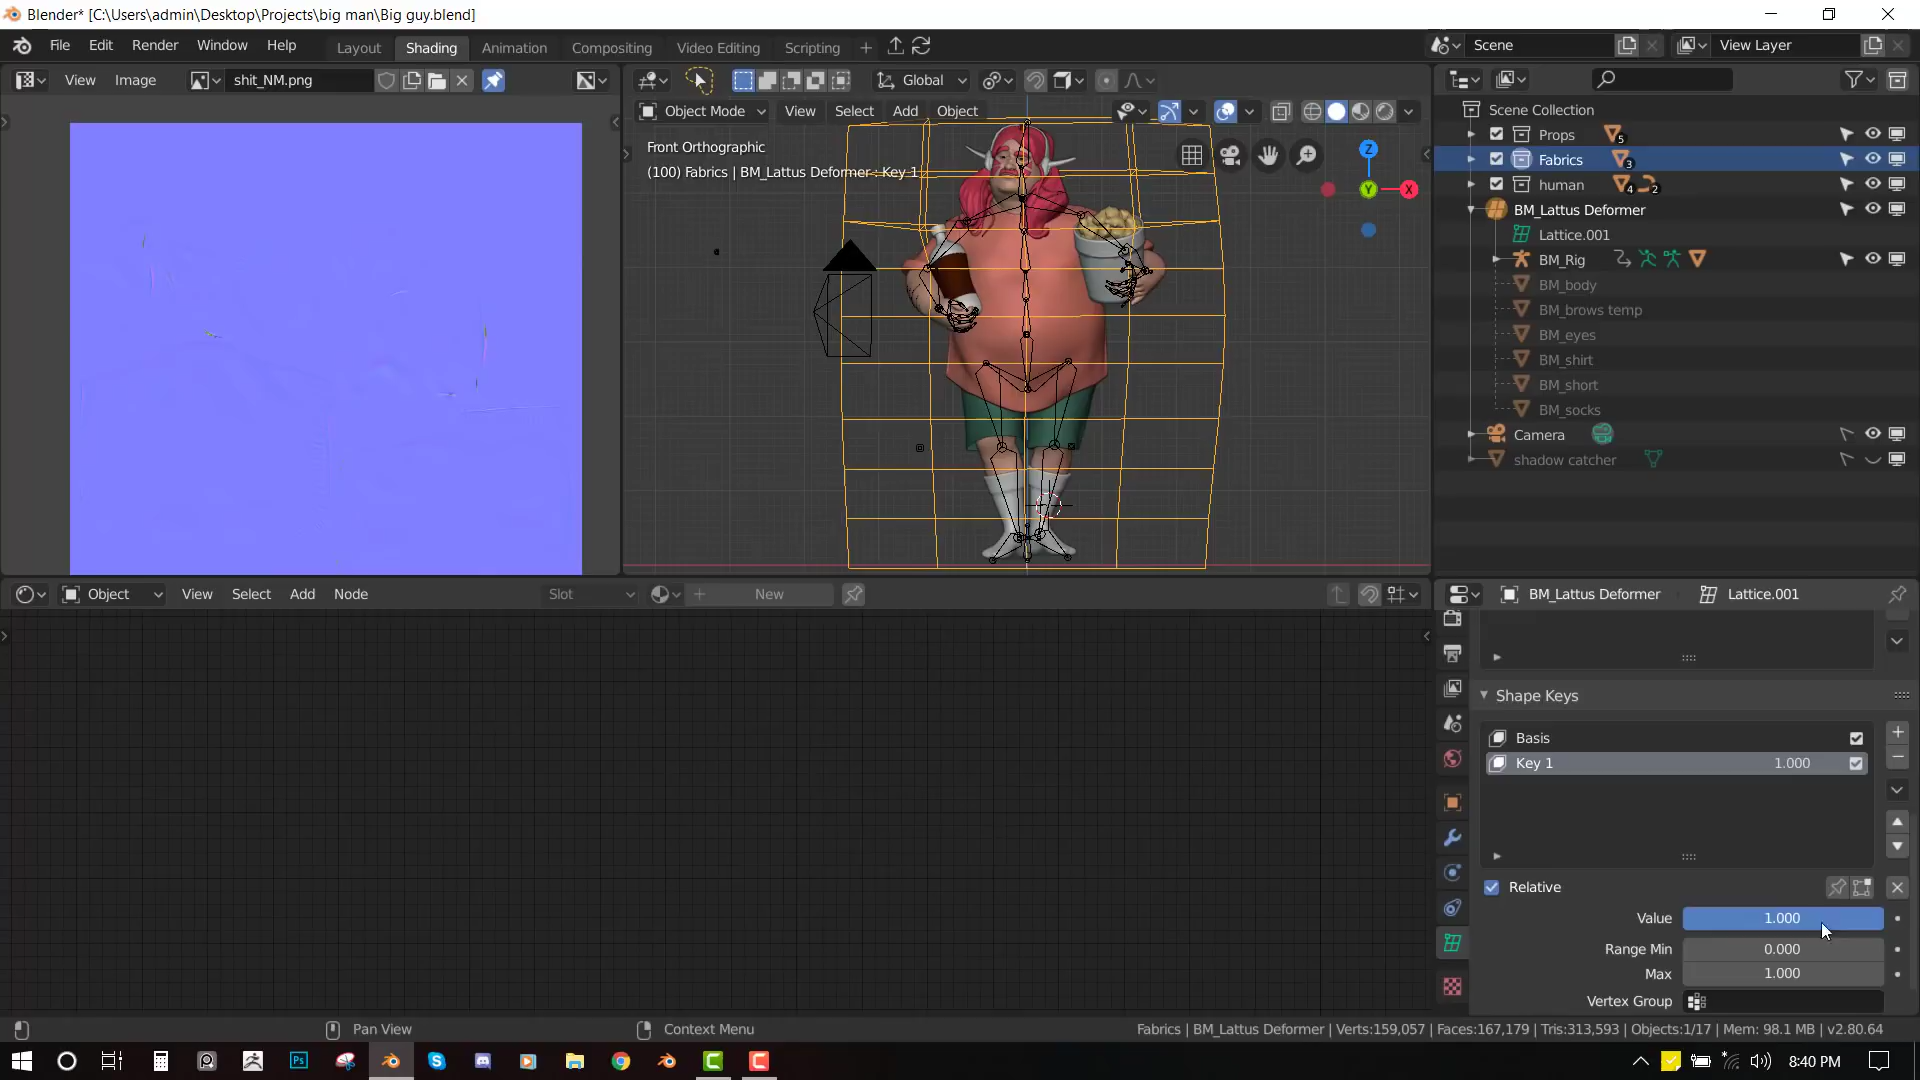 Blender* [C:\Users\admin\Desktop\Projects\big man\Big guy.blend]
File Edit Render Window Help Layout Shading Animation Compositing Video Editing Scripting + Scene View Layer
View Image shit_NM.png Global
Object Mode View Select Add Object
Front Orthographic
(100) Fabrics | BM_Lattus Deformer : Key 1
Z
Y
X
Scene Collection
Props 5
Fabrics 3
human 4 2
BM_Lattus Deformer
Lattice.001
BM_Rig
BM_body
BM_brows temp
BM_eyes
BM_shirt
BM_short
BM_socks
Camera
shadow catcher
Object View Select Add Node Slot New
BM_Lattus Deformer Lattice.001
Shape Keys
Basis
Key 1 1.000
Relative
Value 1.000
Range Min 0.000
Max 1.000
Vertex Group
Pan View Context Menu Fabrics | BM_Lattus Deformer | Verts:159,057 | Faces:167,179 | Tris:313,593 | Objects:1/17 | Mem: 98.1 MB | v2.80.64
Ps 8:40 PM